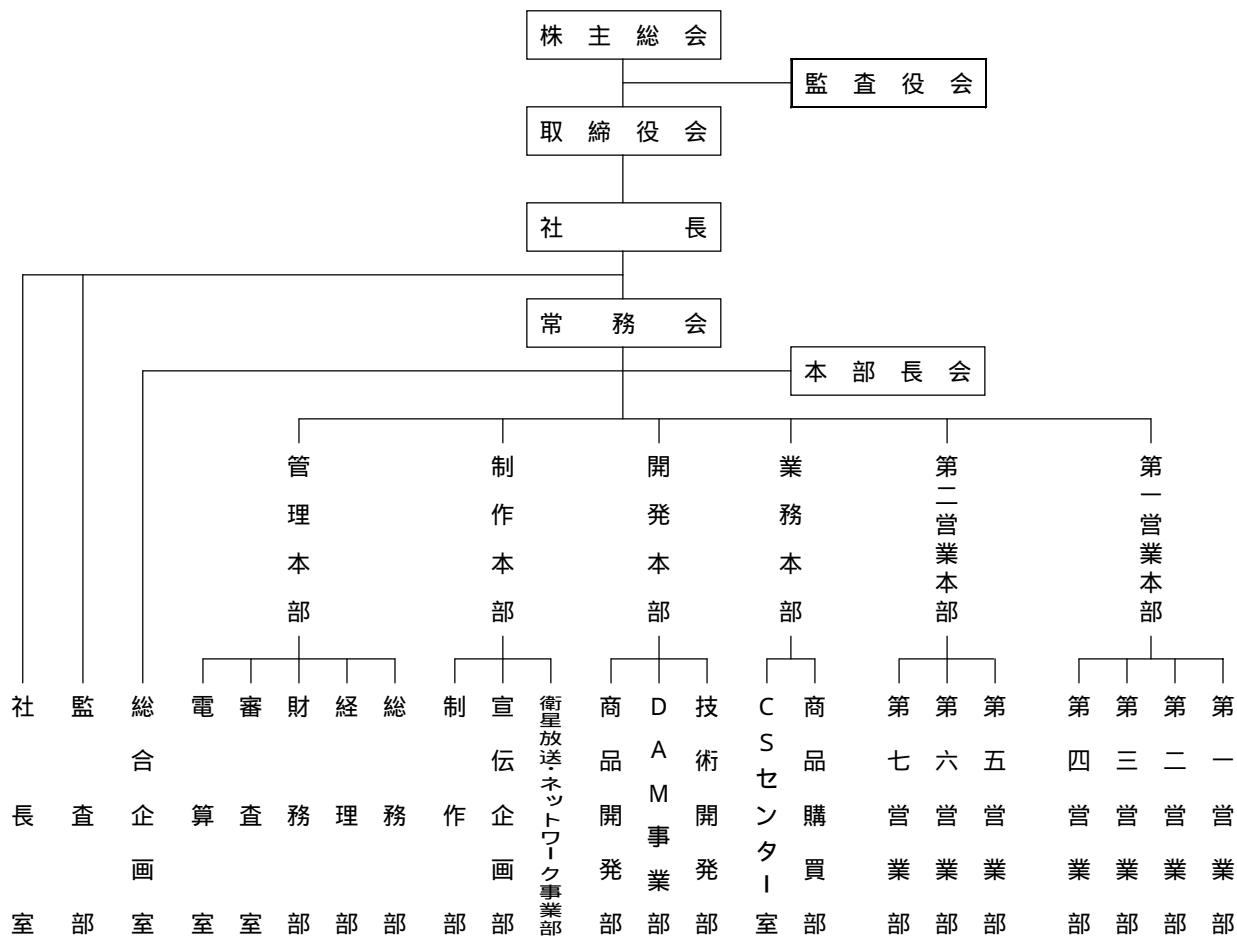 株主総会
監査役会
取締役会
社長
常務会
本部長会
管理本部
制作本部
開発本部
業務本部
第二営業本部
第一営業本部
社長室
監査部
総合企画室
電算室
審査室
財務部
経理部
総務部
制作部
宣伝企画部
衛星放送・ネットワーク事業部
商品開発部
DAM事業部
技術開発部
CSセンター室
商品購買部
第七営業部
第六営業部
第五営業部
第四営業部
第三営業部
第二営業部
第一営業部